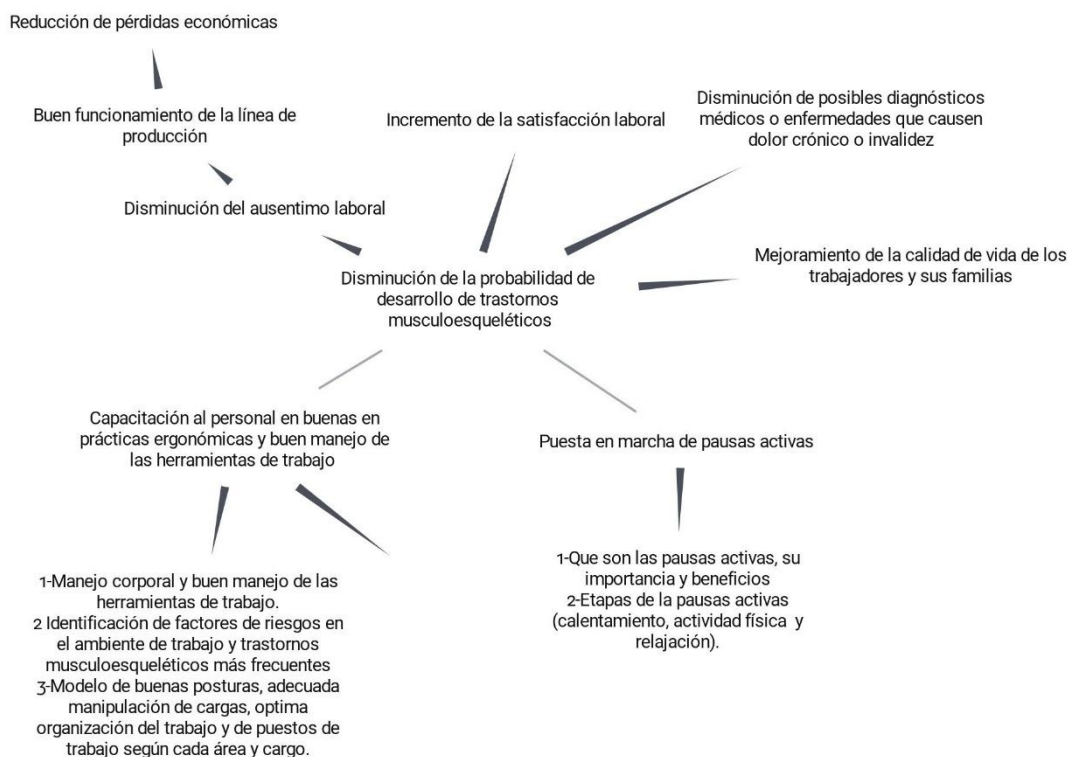 Reducción de pérdidas económicas
Buen funcionamiento de la línea de
producción
Incremento de la satisfacción laboral
Disminución de posibles diagnósticos
médicos o enfermedades que causen
dolor crónico o invalidez
Disminución del ausentimo laboral
Disminución de la probabilidad de
desarrollo de trastornos
musculoesqueléticos
Mejoramiento de la calidad de vida de los
trabajadores y sus familias
Capacitación al personal en buenas en
prácticas ergonómicas y buen manejo de
las herramientas de trabajo
Puesta en marcha de pausas activas
1-Manejo corporal y buen manejo de las
herramientas de trabajo.
2 Identificación de factores de riesgos en
el ambiente de trabajo y trastornos
musculoesqueléticos más frecuentes
3-Modelo de buenas posturas, adecuada
manipulación de cargas, optima
organización del trabajo y de puestos de
trabajo según cada área y cargo.
1-Que son las pausas activas, su
importancia y beneficios
2-Etapas de la pausas activas
(calentamiento, actividad física y
relajación).